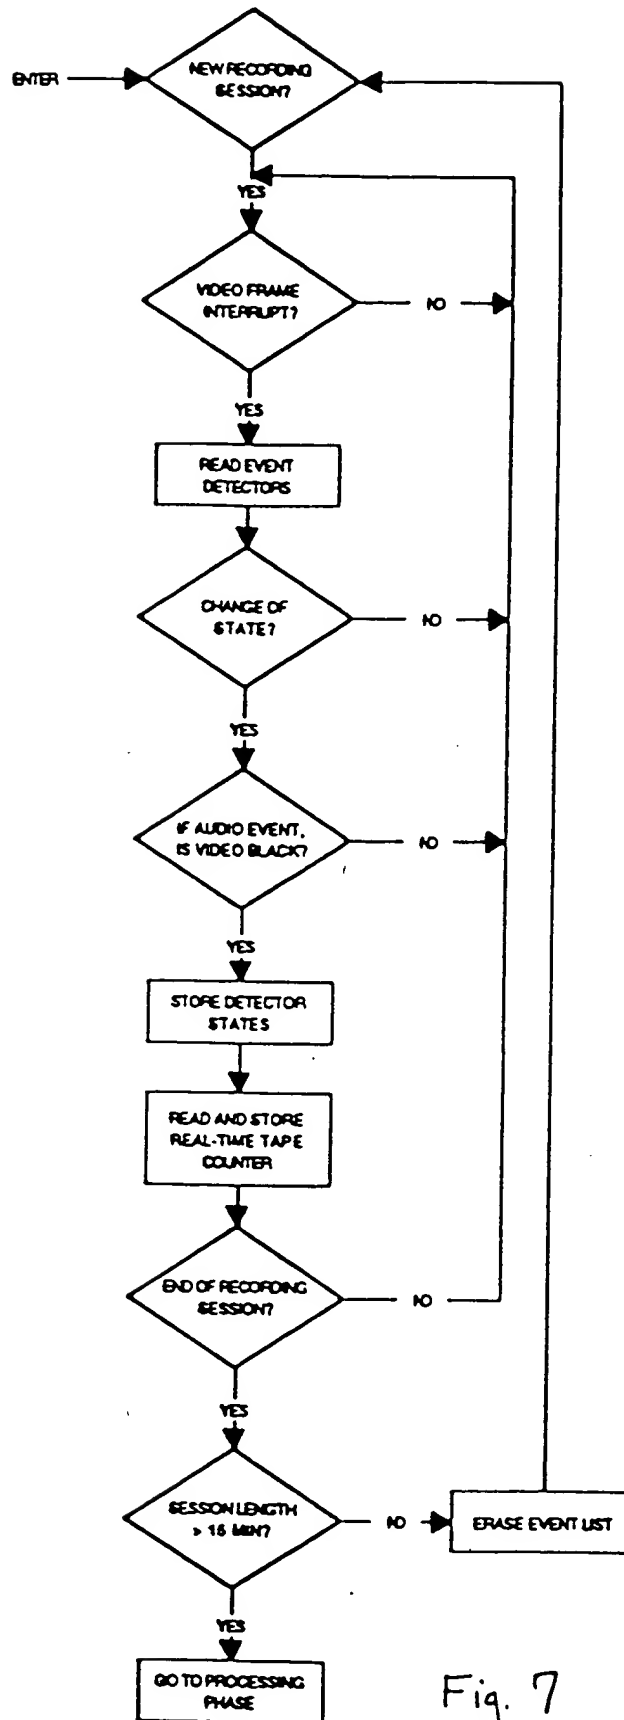 NEW RECORDING
SESSION?
ENTER
YES
VIDEO FRAME
INTERRUPT?
NO
YES
READ EVENT
DETECTORS
CHANGE OF
STATE?
NO
YES
IF AUDIO EVENT,
IS VIDEO BLACK?
NO
YES
STORE DETECTOR
STATES
READ AND STORE
REAL-TIME TAPE
COUNTER
END OF RECORDING
SESSION?
NO
YES
SESSION LENGTH
> 15 MIN?
NO
ERASE EVENT LIST
YES
GO TO PROCESSING
PHASE
Fig. 7